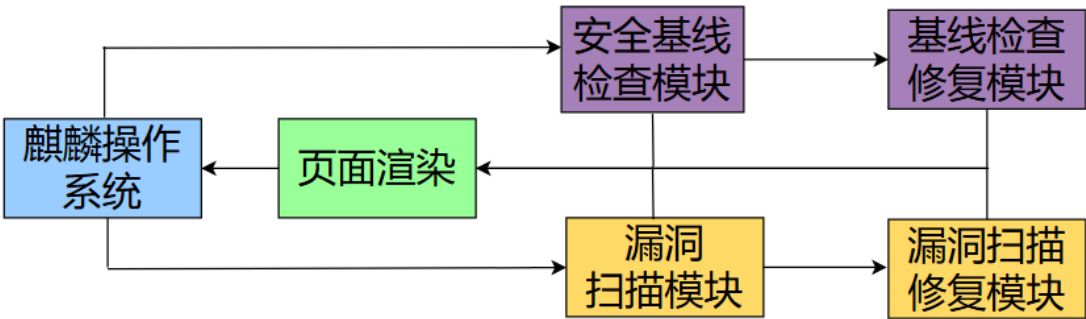 安全基线
检查模块
基线检查
修复模块
麒麟操作
系统
页面渲染
漏洞
扫描模块
漏洞扫描
修复模块